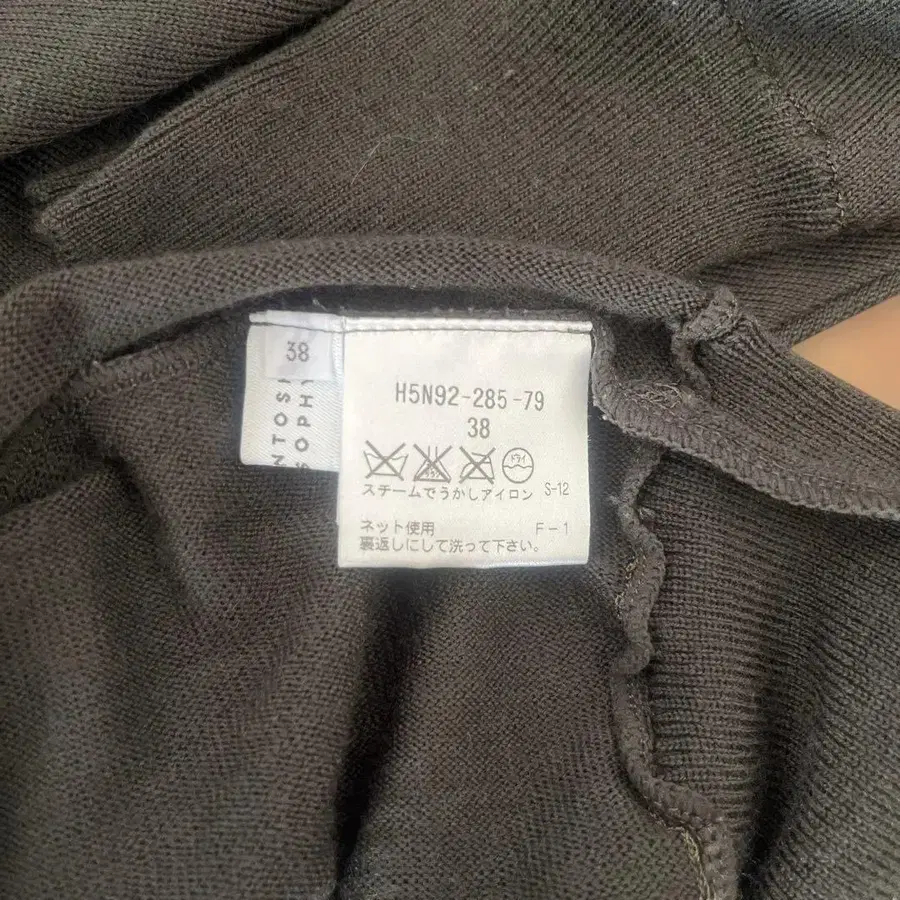 38
NTOSH
SOPHY
H5N92-285-79
38
ドライ
スチームでうかしアイロン S-12
ネット使用 F-1
裏返しにして洗って下さい。